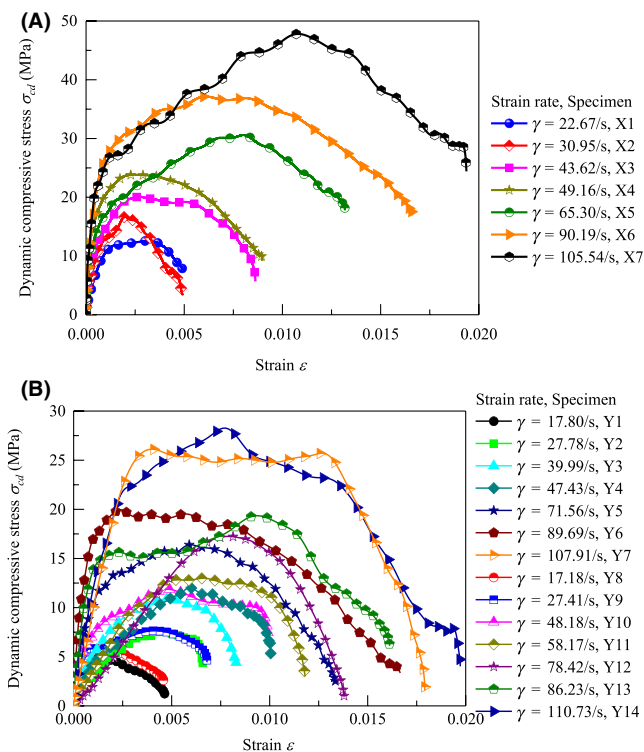 (A)
Dynamic compressive stress σcd (MPa)
50
40
30
20
10
0
0.000 0.005 0.010 0.015 0.020
Strain ε
Strain rate, Specimen
γ = 22.67/s, X1
γ = 30.95/s, X2
γ = 43.62/s, X3
γ = 49.16/s, X4
γ = 65.30/s, X5
γ = 90.19/s, X6
γ = 105.54/s, X7
(B)
Dynamic compressive stress σcd (MPa)
30
25
20
15
10
5
0
0.000 0.005 0.010 0.015 0.020
Strain ε
Strain rate, Specimen
γ = 17.80/s, Y1
γ = 27.78/s, Y2
γ = 39.99/s, Y3
γ = 47.43/s, Y4
γ = 71.56/s, Y5
γ = 89.69/s, Y6
γ = 107.91/s, Y7
γ = 17.18/s, Y8
γ = 27.41/s, Y9
γ = 48.18/s, Y10
γ = 58.17/s, Y11
γ = 78.42/s, Y12
γ = 86.23/s, Y13
γ = 110.73/s, Y14